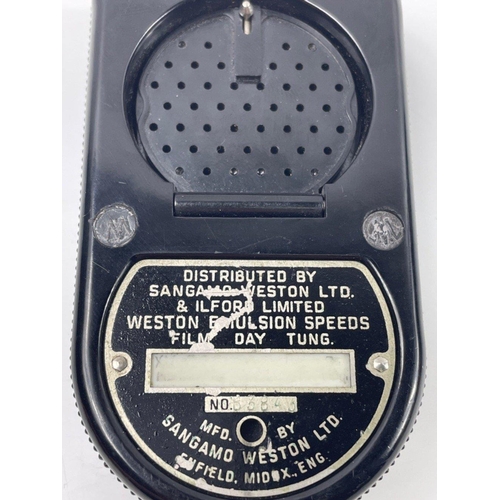 W W
DISTRIBUTED BY
SANGAMO WESTON LTD.
& ILFORD LIMITED
WESTON EMULSION SPEEDS
FILM DAY TUNG.
NO.
MFD. BY
SANGAMO WESTON LTD.
ENFIELD, MIDD'X., ENG.